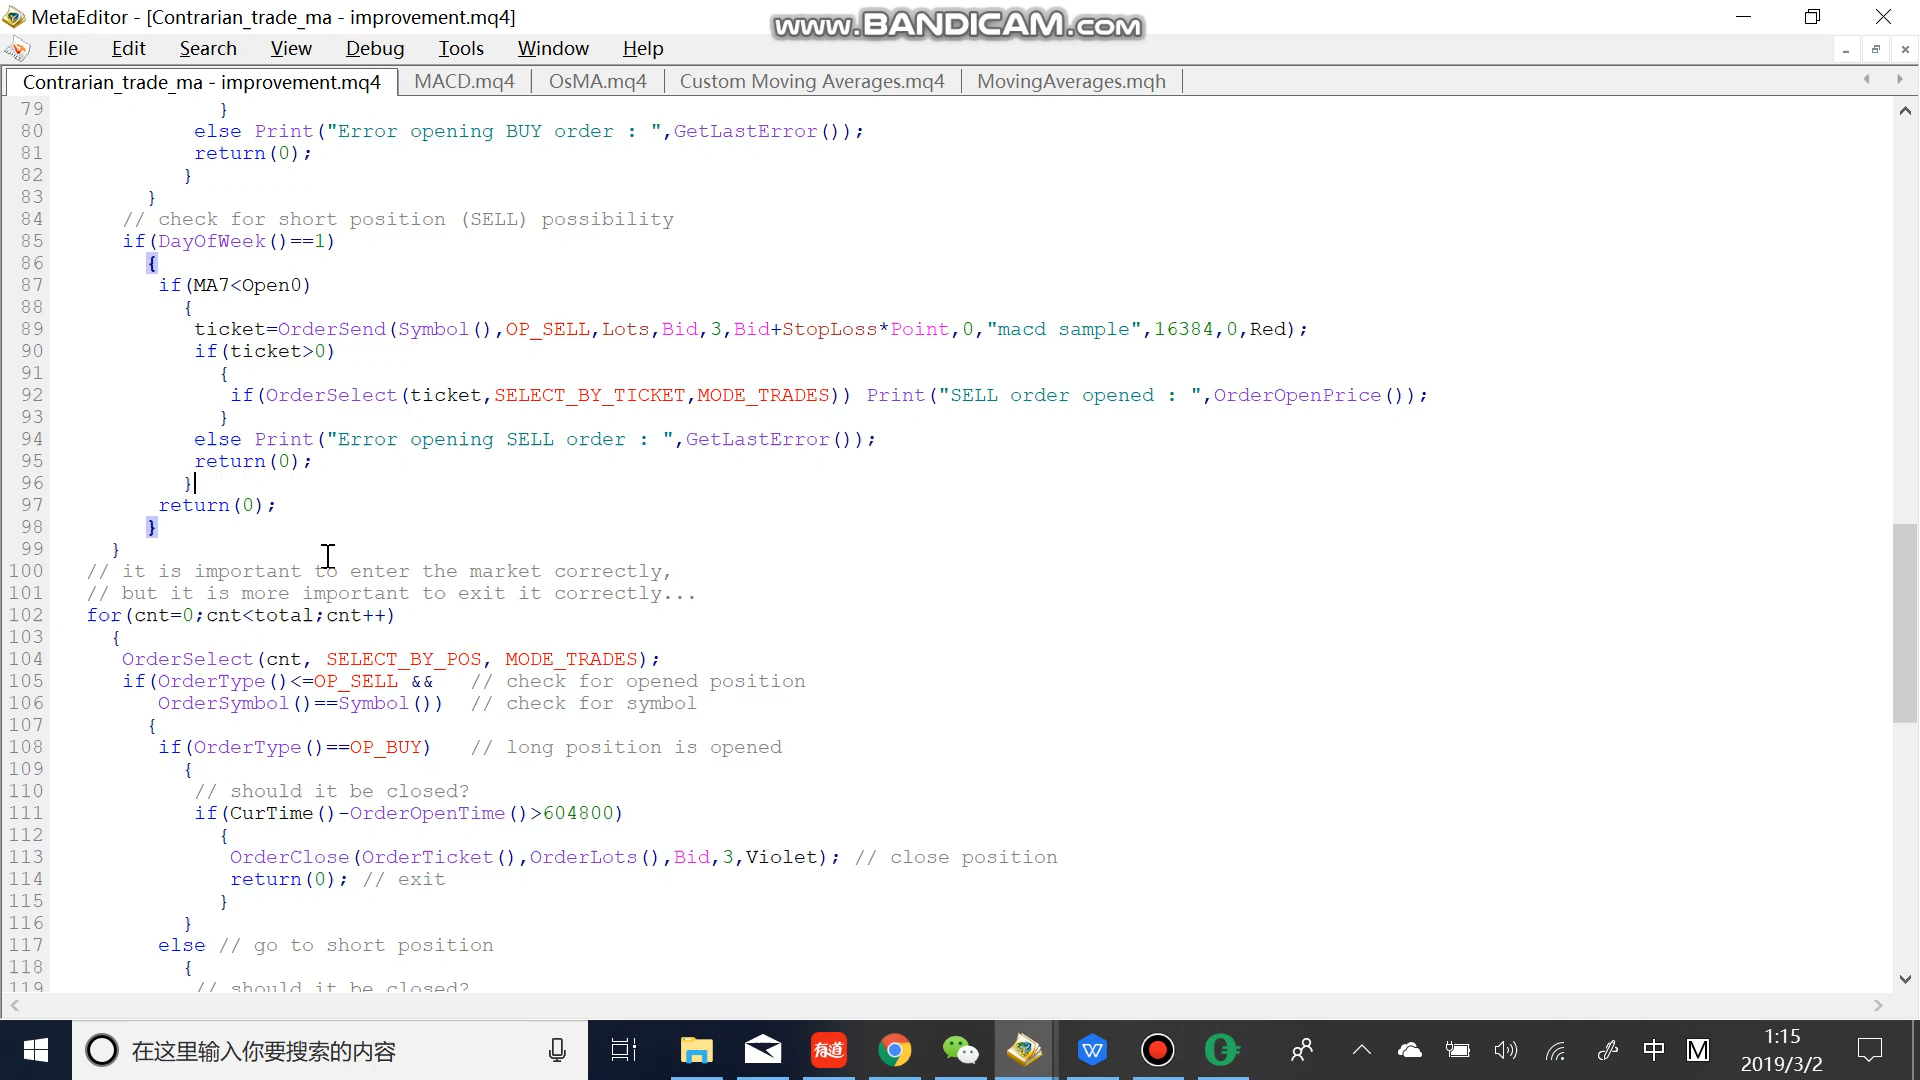 MetaEditor - [Contrarian_trade_ma - improvement.mq4]
www.BANDICAM.com
File Edit Search View Debug Tools Window Help
Contrarian_trade_ma - improvement.mq4 MACD.mq4 OsMA.mq4 Custom Moving Averages.mq4 MovingAverages.mqh
79 }
80 else Print("Error opening BUY order : ",GetLastError());
81 return(0);
82 }
83 }
84 // check for short position (SELL) possibility
85 if(DayOfWeek()==1)
86 {
87 if(MA7<Open0)
88 {
89 ticket=OrderSend(Symbol(),OP_SELL,Lots,Bid,3,Bid+StopLoss*Point,0,"macd sample",16384,0,Red);
90 if(ticket>0)
91 {
92 if(OrderSelect(ticket,SELECT_BY_TICKET,MODE_TRADES)) Print("SELL order opened : ",OrderOpenPrice());
93 }
94 else Print("Error opening SELL order : ",GetLastError());
95 return(0);
96 }
97 return(0);
98 }
99 }
100 // it is important to enter the market correctly,
101 // but it is more important to exit it correctly...
102 for(cnt=0;cnt<total;cnt++)
103 {
104 OrderSelect(cnt, SELECT_BY_POS, MODE_TRADES);
105 if(OrderType()<=OP_SELL && // check for opened position
106 OrderSymbol()==Symbol()) // check for symbol
107 {
108 if(OrderType()==OP_BUY) // long position is opened
109 {
110 // should it be closed?
111 if(CurTime()-OrderOpenTime()>604800)
112 {
113 OrderClose(OrderTicket(),OrderLots(),Bid,3,Violet); // close position
114 return(0); // exit
115 }
116 }
117 else // go to short position
118 {
119 // should it be closed?
在这里输入你要搜索的内容
有道
中
M
1:15
2019/3/2